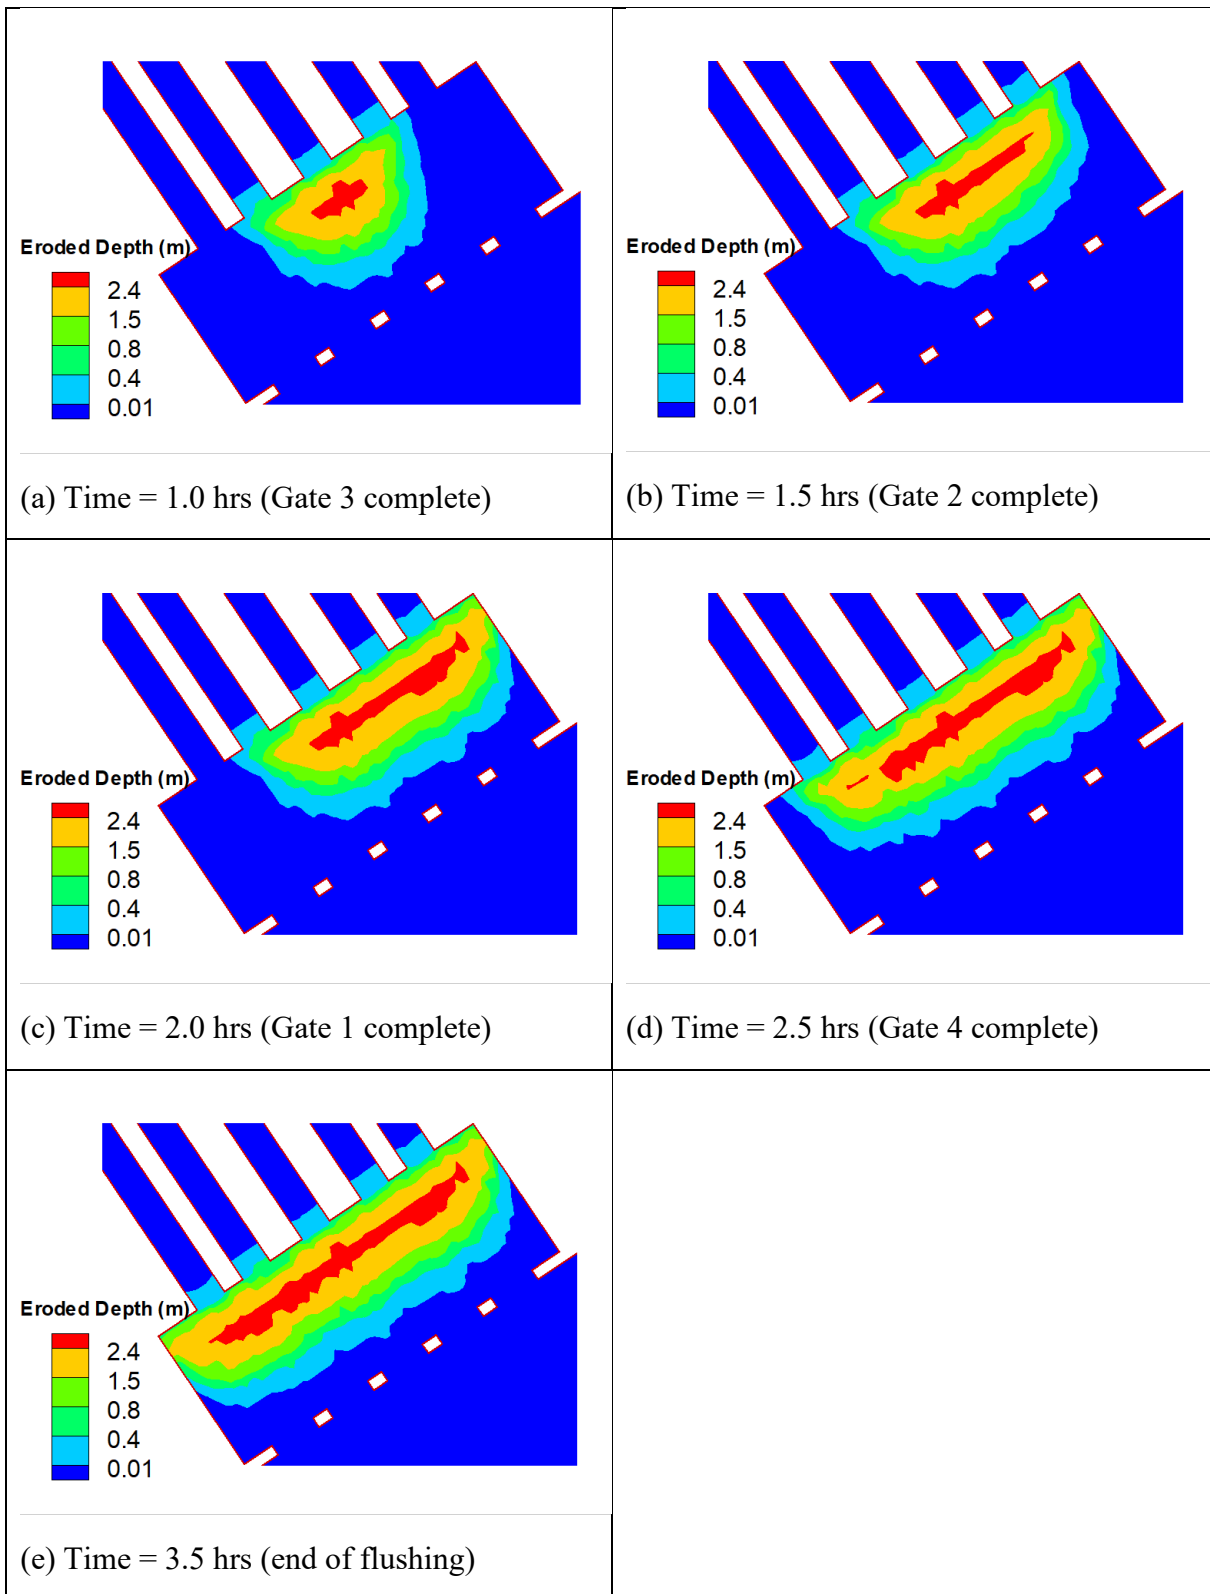 Eroded Depth (m)
2.4
1.5
0.8
0.4
0.01
(a) Time = 1.0 hrs (Gate 3 complete)
Eroded Depth (m)
2.4
1.5
0.8
0.4
0.01
(b) Time = 1.5 hrs (Gate 2 complete)
Eroded Depth (m)
2.4
1.5
0.8
0.4
0.01
(c) Time = 2.0 hrs (Gate 1 complete)
Eroded Depth (m)
2.4
1.5
0.8
0.4
0.01
(d) Time = 2.5 hrs (Gate 4 complete)
Eroded Depth (m)
2.4
1.5
0.8
0.4
0.01
(e) Time = 3.5 hrs (end of flushing)